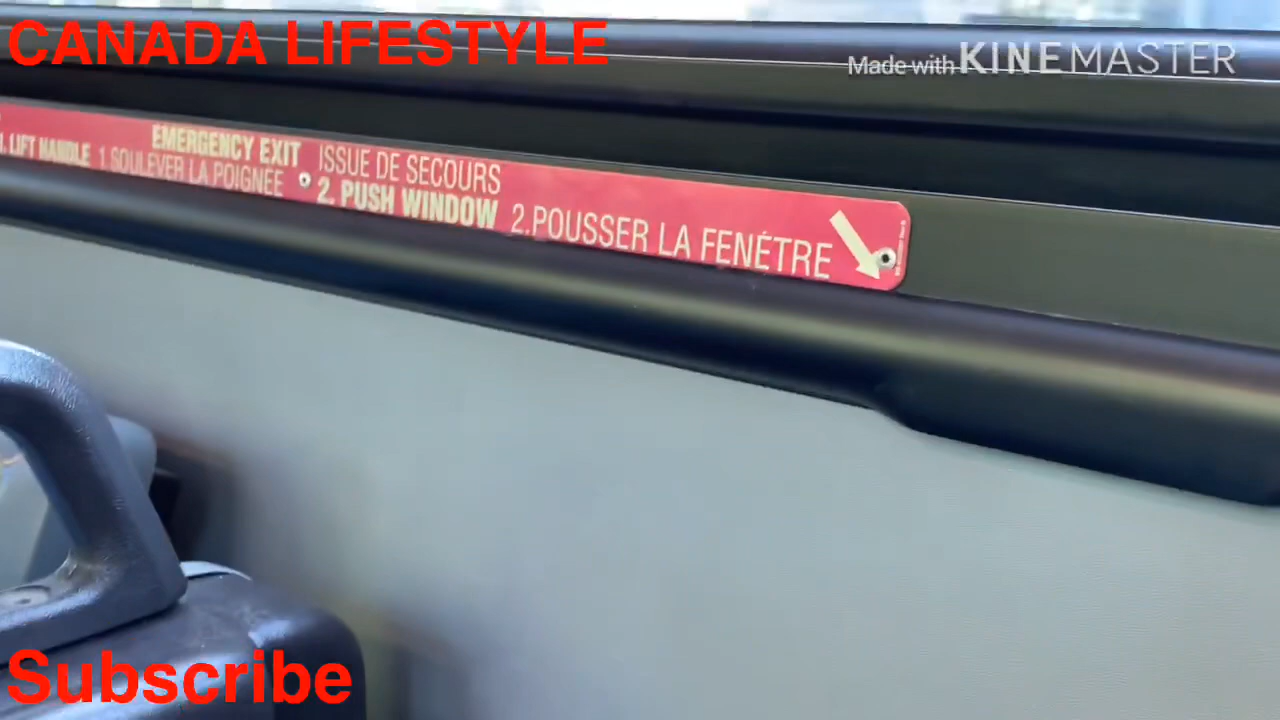 CANADA LIFESTYLE
Made with KINEMASTER
EMERGENCY EXIT ISSUE DE SECOURS
1. LIFT HANDLE 1.SOULEVER LA POIGNÉE 2. PUSH WINDOW 2.POUSSER LA FENÊTRE
Subscribe